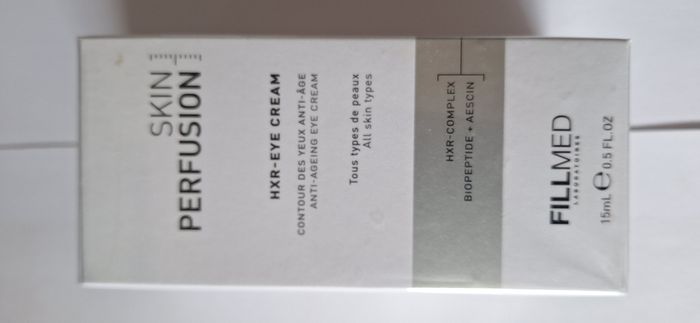 SKIN
PERFUSION
HXR-EYE CREAM
CONTOUR DES YEUX ANTI-ÂGE
ANTI-AGEING EYE CREAM
Tous types de peaux
All skin types
HXR-COMPLEX
BIOPEPTIDE + AESCIN
FILLMED
LABORATOIRES
15mL e 0.5 FL.OZ